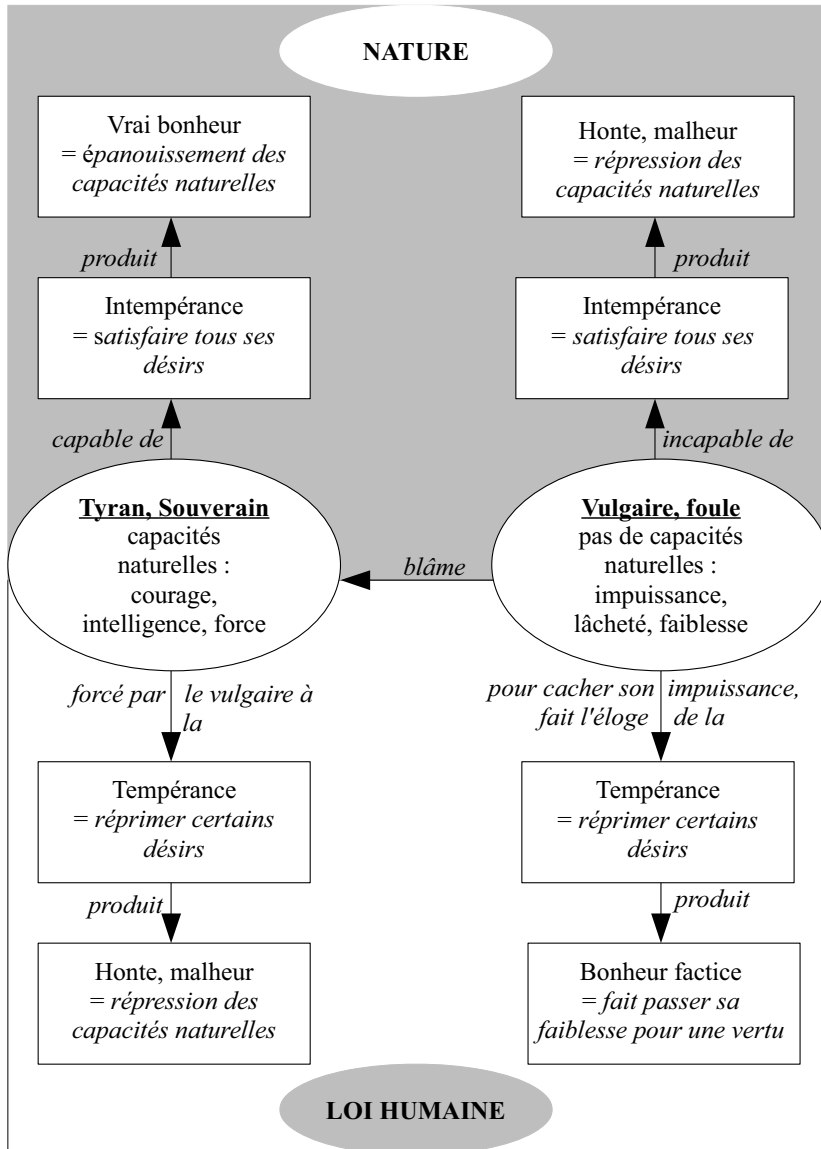 NATURE
Vrai bonheur
= épanouissement des
capacités naturelles
Honte, malheur
= répression des
capacités naturelles
produit
produit
Intempérance
= satisfaire tous ses
désirs
Intempérance
= satisfaire tous ses
désirs
capable de
incapable de
Tyran, Souverain
capacités
naturelles :
courage,
intelligence, force
blâme
Vulgaire, foule
pas de capacités
naturelles :
impuissance,
lâcheté, faiblesse
forcé par le vulgaire à
la
pour cacher son impuissance,
fait l'éloge de la
Tempérance
= réprimer certains
désirs
Tempérance
= réprimer certains
désirs
produit
produit
Honte, malheur
= répression des
capacités naturelles
Bonheur factice
= fait passer sa
faiblesse pour une vertu
LOI HUMAINE